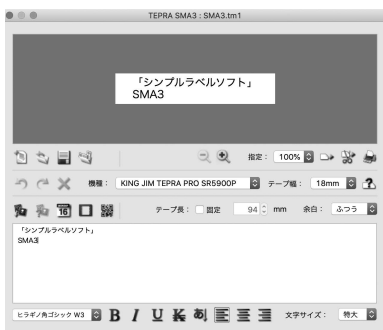 TEPRA SMA3 : SMA3.tm1
「シンプルラベルソフト」
SMA3
指定： 100%
機種： KING JIM TEPRA PRO SR5900P テープ幅： 18mm
16 テープ長： 固定 94 mm 余白： ふつう
「シンプルラベルソフト」
SMA3
ヒラギノ角ゴシック W3 B I U K あ 文字サイズ： 特大